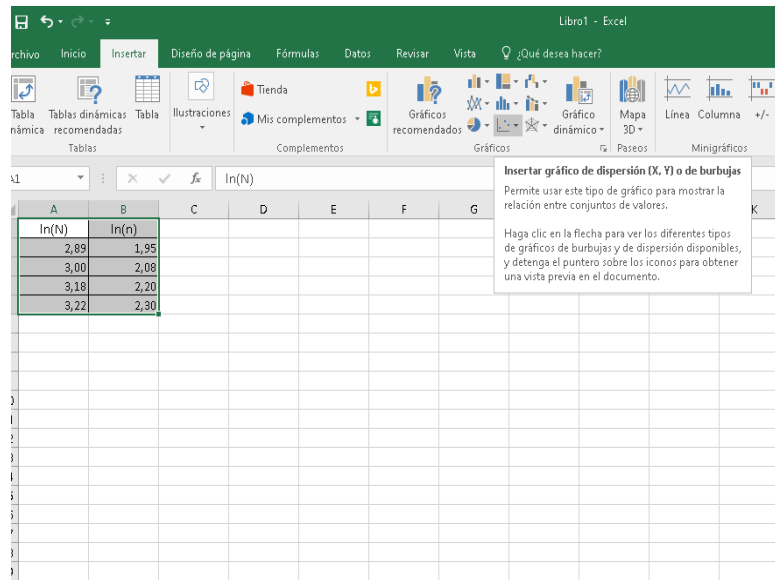 Libro1 - Excel
rchivo Inicio Insertar Diseño de página Fórmulas Datos Revisar Vista ¿Qué desea hacer?
Tabla
námica
Tablas dinámicas
recomendadas
Tabla
Tablas
Ilustraciones
Tienda
Mis complementos
Complementos
Gráficos
recomendados
Gráfico
dinámico
Gráficos
Mapa
3D
Paseos
Línea Columna +/-
Minigráficos
A1 fx ln(N)
A B C D E F G K
ln(N) ln(n)
2,89 1,95
3,00 2,08
3,18 2,20
3,22 2,30
Insertar gráfico de dispersión (X, Y) o de burbujas
Permite usar este tipo de gráfico para mostrar la
relación entre conjuntos de valores.
Haga clic en la flecha para ver los diferentes tipos
de gráficos de burbujas y de dispersión disponibles,
y detenga el puntero sobre los iconos para obtener
una vista previa en el documento.